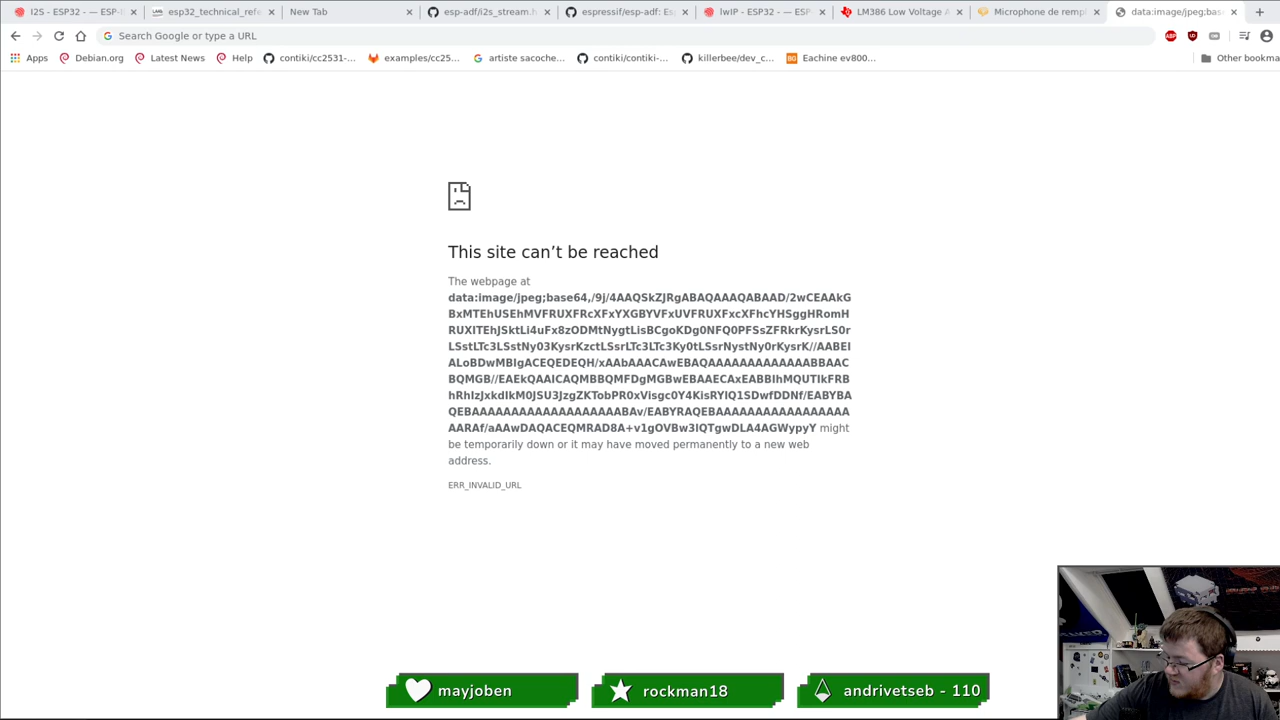 I2S - ESP32 - — ESP-I
esp32_technical_refe
New Tab
esp-adf/i2s_stream.h
espressif/esp-adf: Es
lwIP - ESP32 — ESP-
LM386 Low Voltage A
Microphone de rempl
data:image/jpeg;base
Search Google or type a URL
Apps
Debian.org
Latest News
Help
contiki/cc2531-...
examples/cc25...
artiste sacoche...
contiki/contiki-...
killerbee/dev_c...
Eachine ev800...
Other bookma
This site can’t be reached
The webpage at
data:image/jpeg;base64,/9j/4AAQSkZJRgABAQAAAQABAAD/2wCEAAkG
BxMTEhUSEhMVFRUXFRcXFxYXGBYVFxUVFRUXFxcXFhcYHSggHRomH
RUXITEhJSktLi4uFx8zODMtNygtLisBCgoKDg0NFQ0PFSsZFRkrKysrLS0r
LSstLTc3LSstNy03KysrKzctLSsrLTc3LTc3Ky0tLSsrNystNy0rKysrK//AABEI
ALoBDwMBIgACEQEDEQH/xAAbAAACAwEBAQAAAAAAAAAAAAABBAAC
BQMGB//EAEkQAAICAQMBBQMFDgMGBwEBAAECAxEABBIhMQUTIkFRB
hRhIzJxkdIkM0JSU3JzgZKTobPR0xVisgc0Y4KisRYlQ1SDwfDDNf/EABYBA
QEBAAAAAAAAAAAAAAAAAAABAv/EABYRAQEBAAAAAAAAAAAAAAAAA
AARAf/aAAwDAQACEQMRAD8A+v1gOVBw3lQTgwDLA4AGWypyY might
be temporarily down or it may have moved permanently to a new web
address.
ERR_INVALID_URL
mayjoben
rockman18
andrivetseb - 110